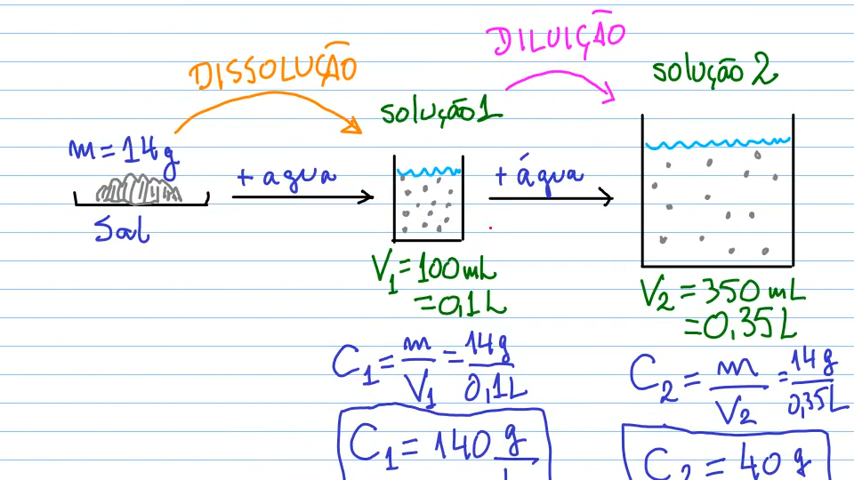 DISSOLUÇÃO
DILUIÇÃO
solução 1
solução 2
m = 14 g
+ agua
+ água
Sal
V1 = 100 mL
= 0,1 L
V2 = 350 mL
= 0,35 L
C1 = m/V1 = 14 g/0,1 L
C2 = m/V2 = 14 g/0,35 L
C1 = 140 g/
C2 = 40 g